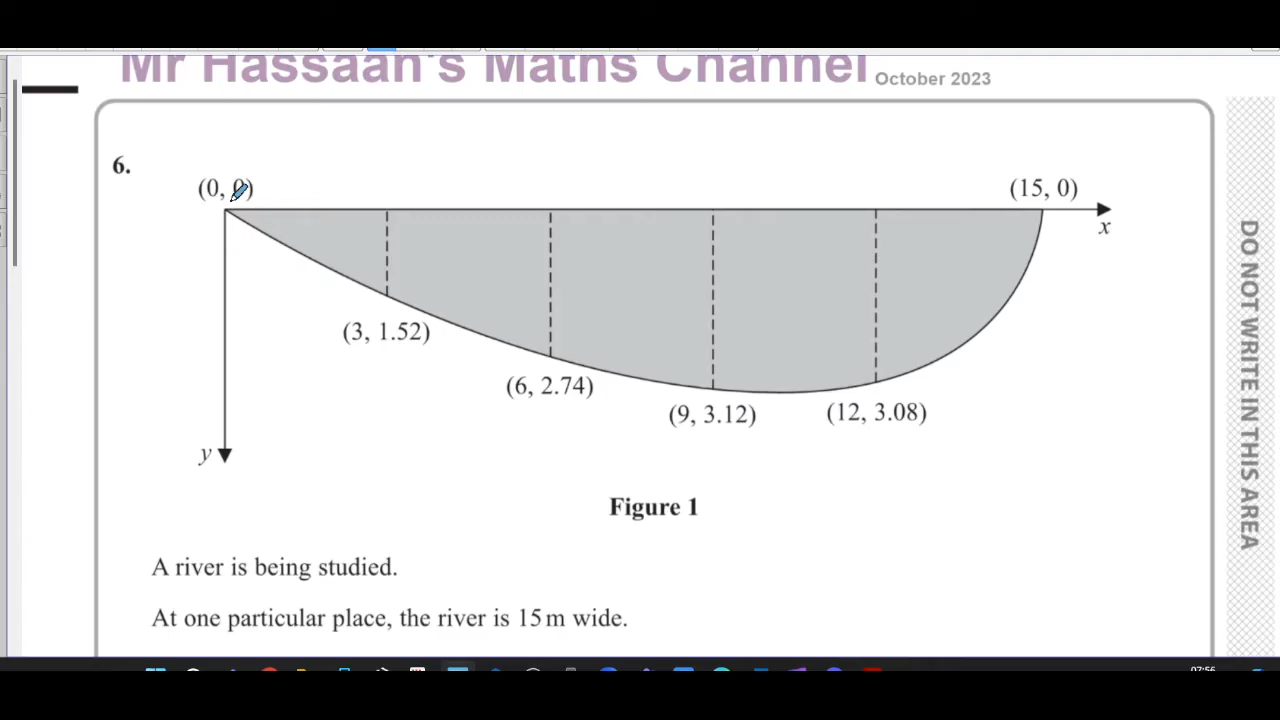 Mr Hassaan's Maths Channel
October 2023
6.
(0, 0)
(15, 0)
x
(3, 1.52)
(6, 2.74)
(9, 3.12)
(12, 3.08)
y
Figure 1
A river is being studied.
At one particular place, the river is 15 m wide.
DO NOT WRITE IN THIS AREA
07:56